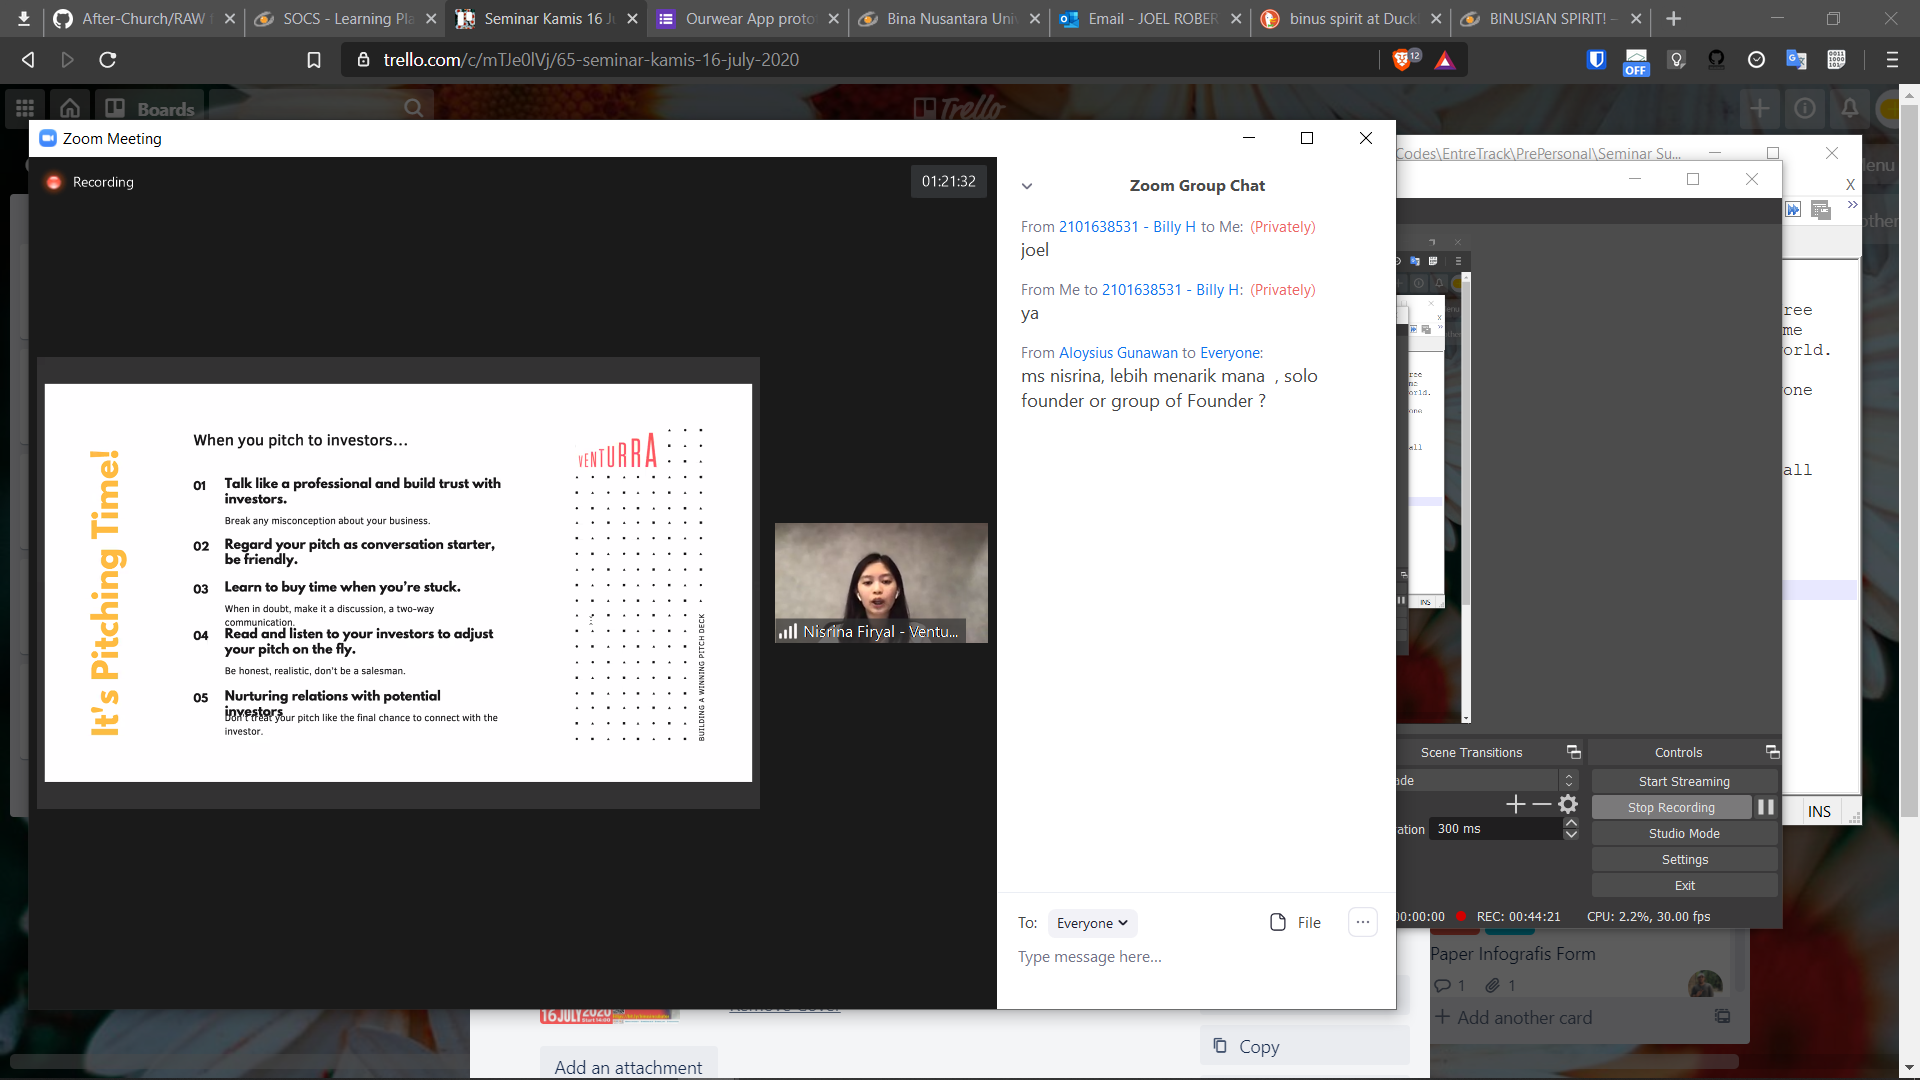 After-Church/RAW
SOCS - Learning Pla
Seminar Kamis 16 J
Ourwear App proto
Bina Nusantara Uni
Email - JOEL ROBER
binus spirit at Duck
BINUSIAN SPIRIT! –
trello.com/c/mTJe0lVj/65-seminar-kamis-16-july-2020
12
OFF
Boards
Trello
Zoom Meeting
Codes\EntreTrack\PrePersonal\Seminar Su...
Menu
Recording
01:21:32
Zoom Group Chat
From 2101638531 - Billy H to Me: (Privately)
joel
From Me to 2101638531 - Billy H: (Privately)
ya
From Aloysius Gunawan to Everyone:
ms nisrina, lebih menarik mana , solo
founder or group of Founder ?
It's Pitching Time!
When you pitch to investors...
VENTURRA
01 Talk like a professional and build trust with
investors.
Break any misconception about your business.
02 Regard your pitch as conversation starter,
be friendly.
03 Learn to buy time when you're stuck.
When in doubt, make it a discussion, a two-way
communication.
04 Read and listen to your investors to adjust
your pitch on the fly.
Be honest, realistic, don't be a salesman.
05 Nurturing relations with potential
investors
Don't treat your pitch like the final chance to connect with the
investor.
BUILDING A WINNING PITCH DECK
Nisrina Firyal - Ventu...
ree
me
orld.
one
all
INS
Scene Transitions
Controls
ade
Start Streaming
Stop Recording
ration 300 ms
Studio Mode
Settings
Exit
00:00:00
REC: 00:44:21
CPU: 2.2%, 30.00 fps
INS
To: Everyone
File
Type message here...
Paper Infografis Form
1 1
Add another card
16 JULY 2020
Remove Cover
Copy
Add an attachment